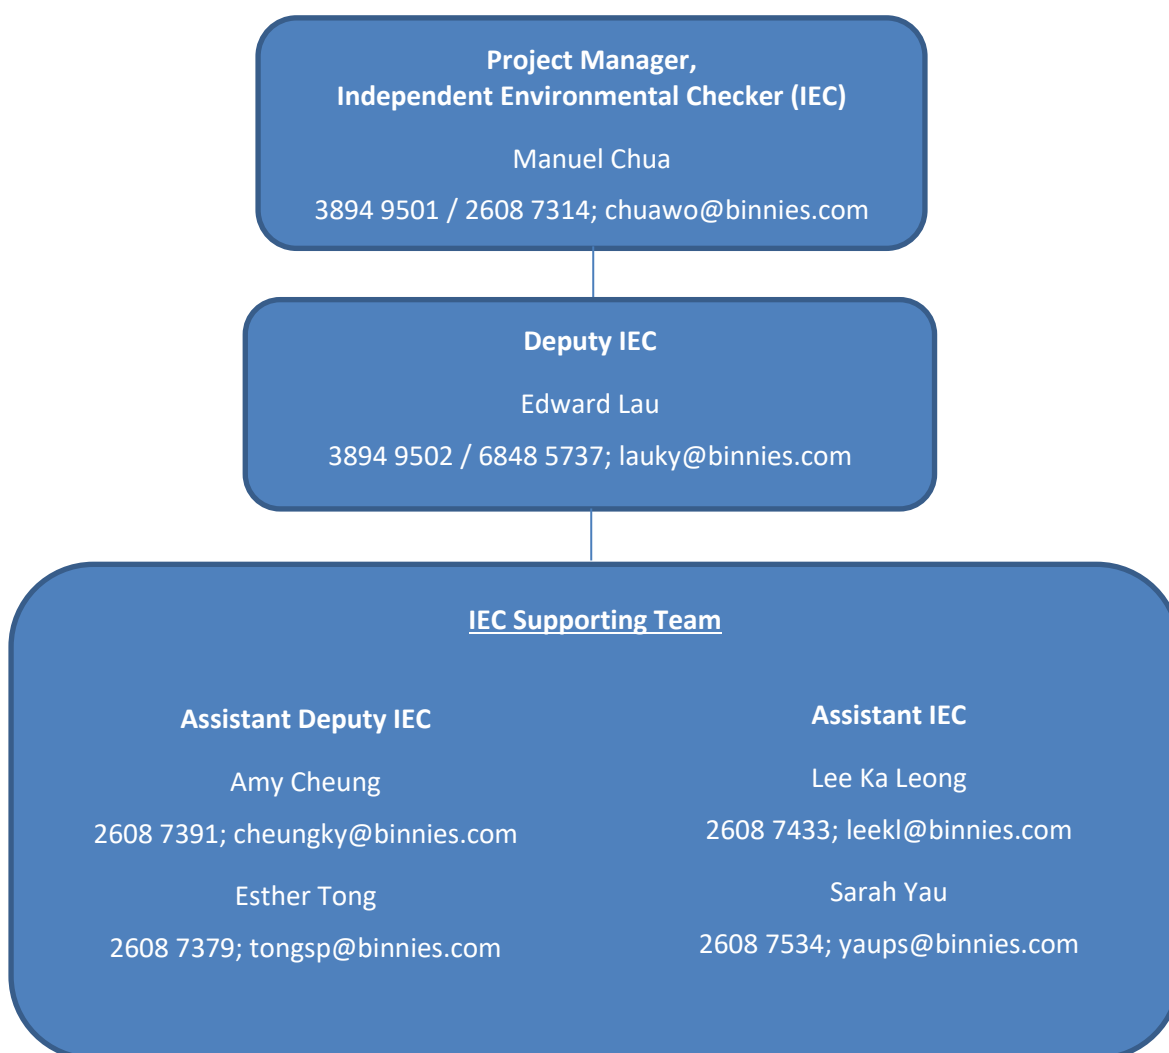 Project Manager,
Independent Environmental Checker (IEC)
Manuel Chua
3894 9501 / 2608 7314; chuawo@binnies.com
Deputy IEC
Edward Lau
3894 9502 / 6848 5737; lauky@binnies.com
IEC Supporting Team
Assistant Deputy IEC
Amy Cheung
2608 7391; cheungky@binnies.com
Esther Tong
2608 7379; tongsp@binnies.com
Assistant IEC
Lee Ka Leong
2608 7433; leekl@binnies.com
Sarah Yau
2608 7534; yaups@binnies.com